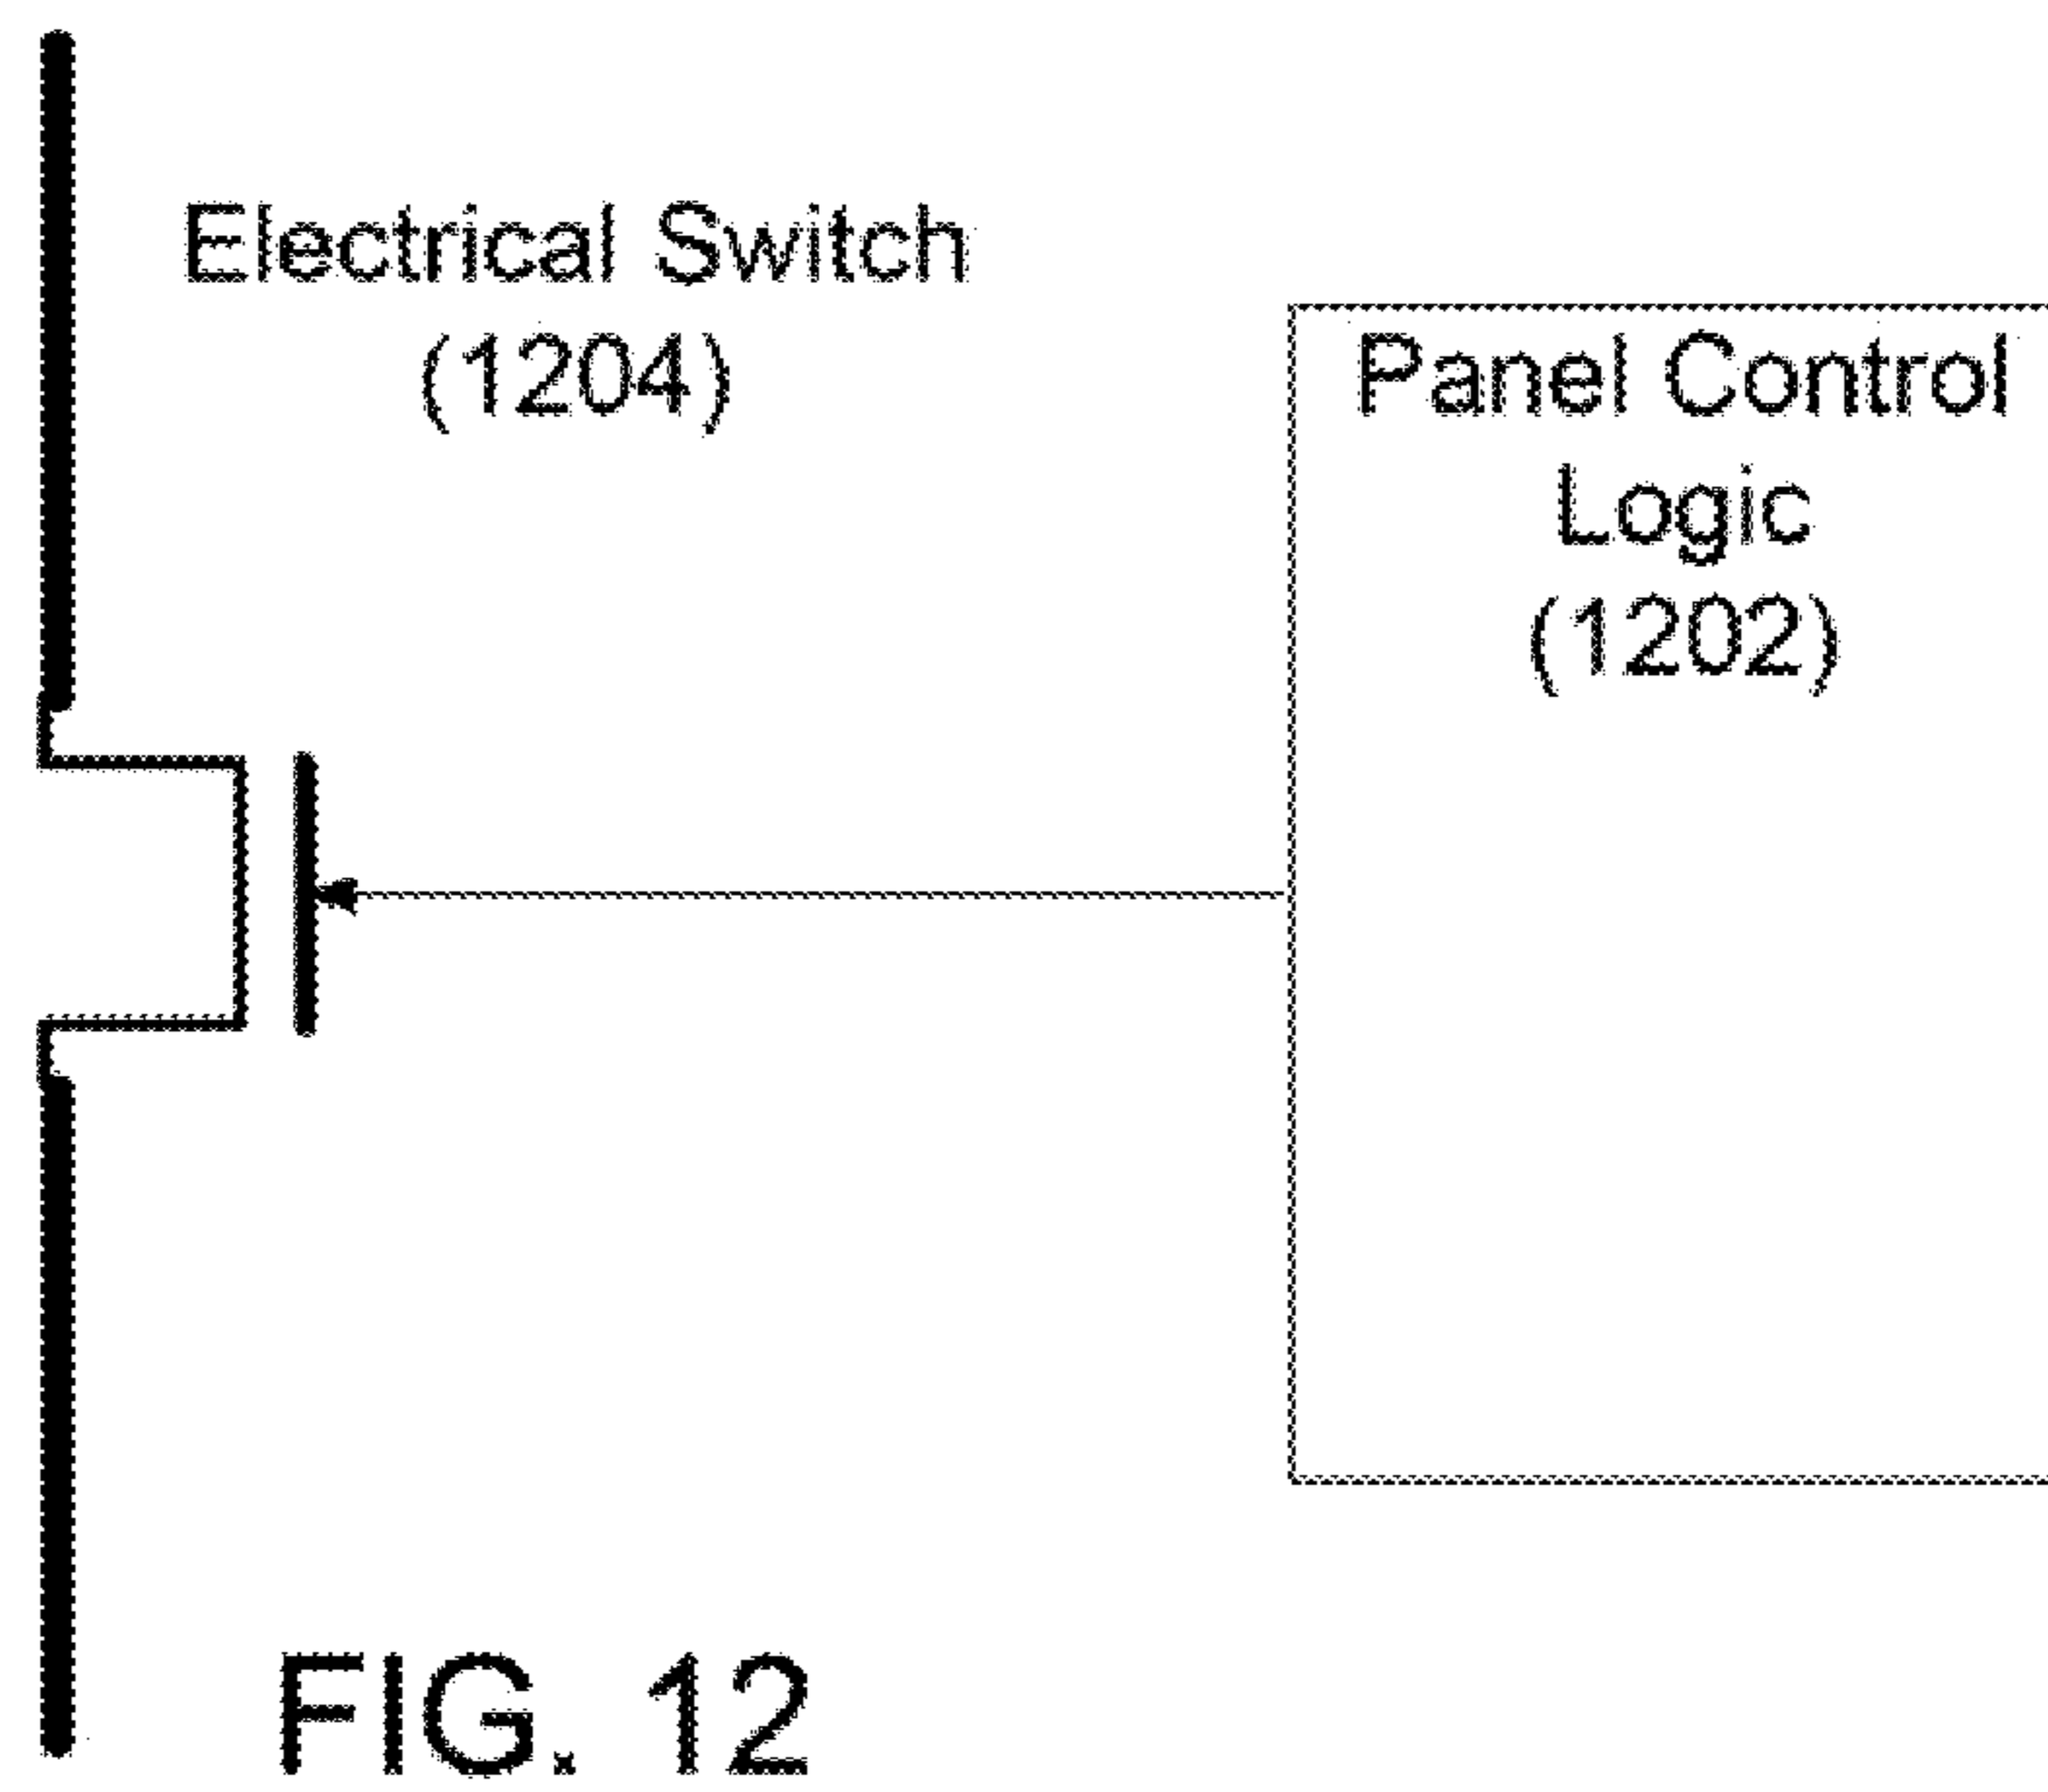 Electrical Switch
(1204)
Panel Control
Logic
(1202)
FIG. 12